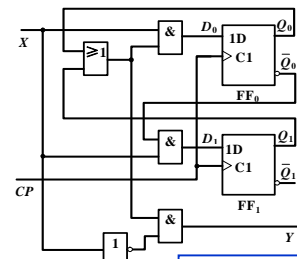 X
≥1
&
D₀
1D
C1
Q₀
Q̅₀
FF₀
&
D₁
1D
C1
Q₁
Q̅₁
FF₁
CP
&
Y
1